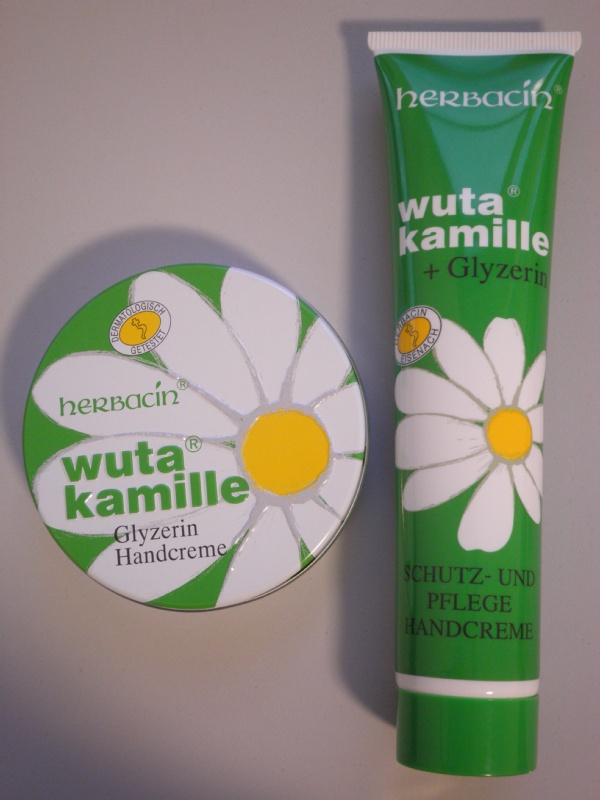 herbacin®
wuta®
kamille
+ Glyzerin
HERBACIN
EISENACH
SCHUTZ- UND
PFLEGE
HANDCREME
DERMATOLOGISCH
GETESTET
herbacin®
wuta®
kamille
Glyzerin
Handcreme